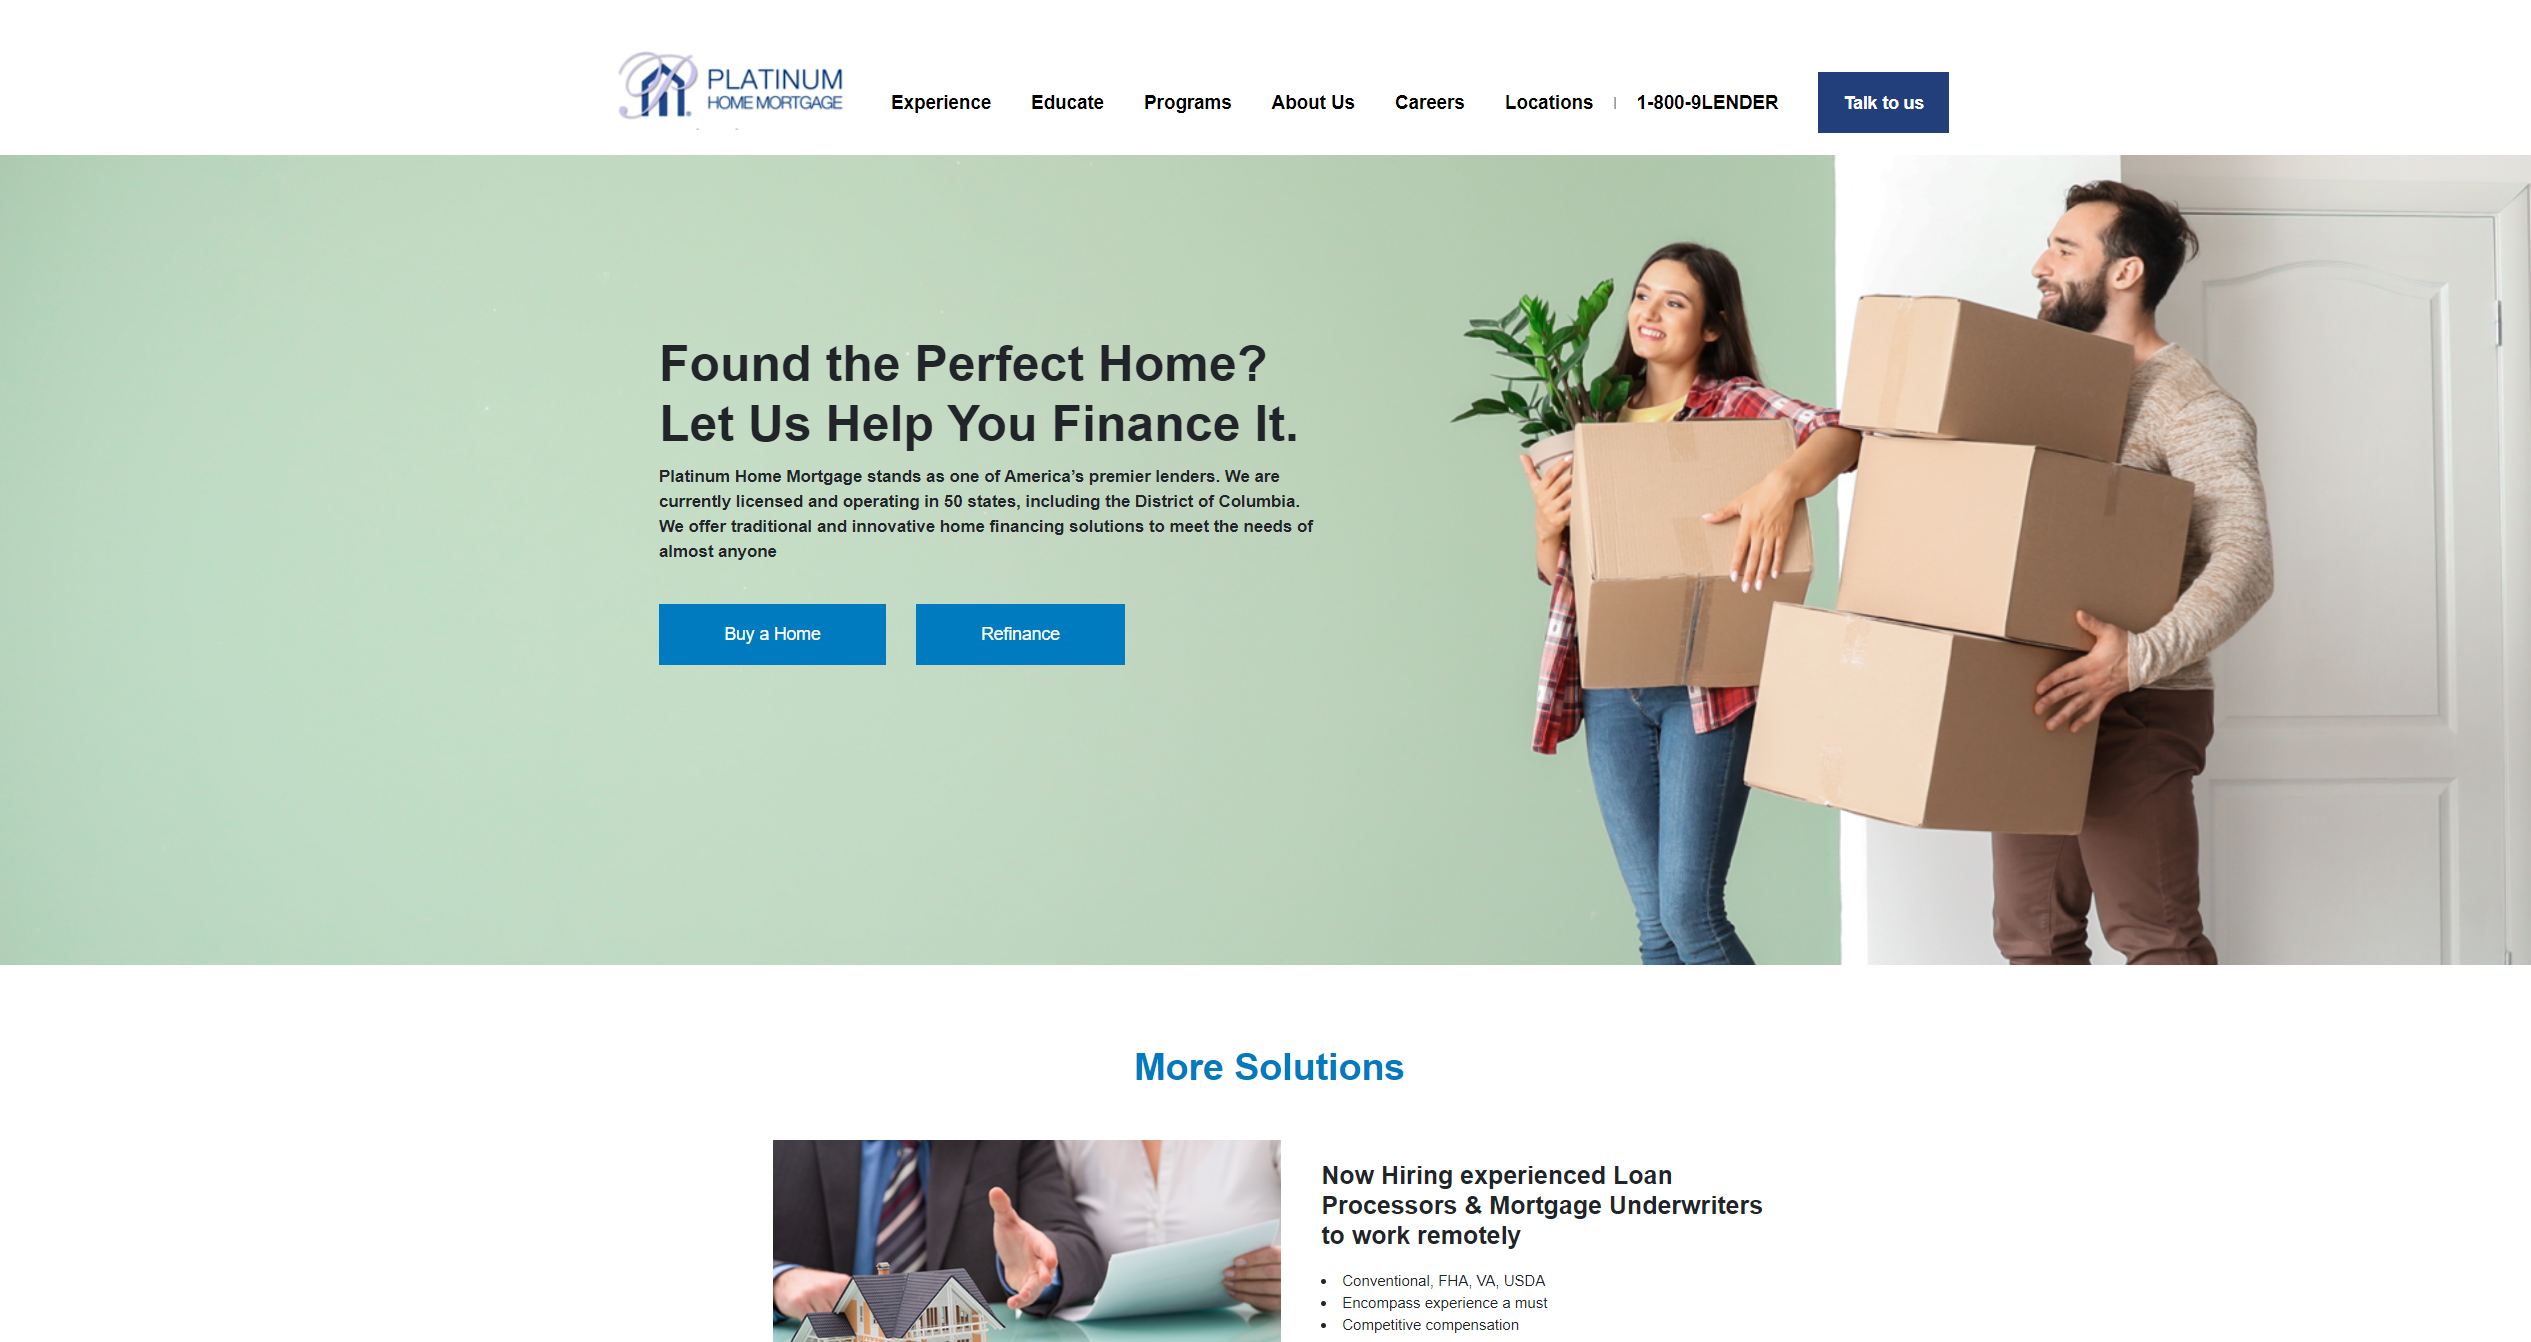 PLATINUM
HOME MORTGAGE
Experience
Educate
Programs
About Us
Careers
Locations
1-800-9LENDER
Talk to us
Found the Perfect Home?
Let Us Help You Finance It.
Platinum Home Mortgage stands as one of America’s premier lenders. We are
currently licensed and operating in 50 states, including the District of Columbia.
We offer traditional and innovative home financing solutions to meet the needs of
almost anyone
Buy a Home
Refinance
More Solutions
Now Hiring experienced Loan
Processors & Mortgage Underwriters
to work remotely
• Conventional, FHA, VA, USDA
• Encompass experience a must
• Competitive compensation